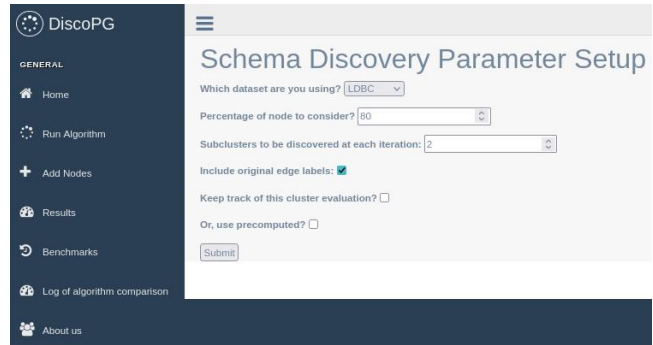 DiscoPG
GENERAL
Home
Run Algorithm
Add Nodes
Results
Benchmarks
Log of algorithm comparison
About us
Schema Discovery Parameter Setup
Which dataset are you using? LDBC
Percentage of node to consider? 80
Subclusters to be discovered at each iteration: 2
Include original edge labels:
Keep track of this cluster evaluation?
Or, use precomputed?
Submit